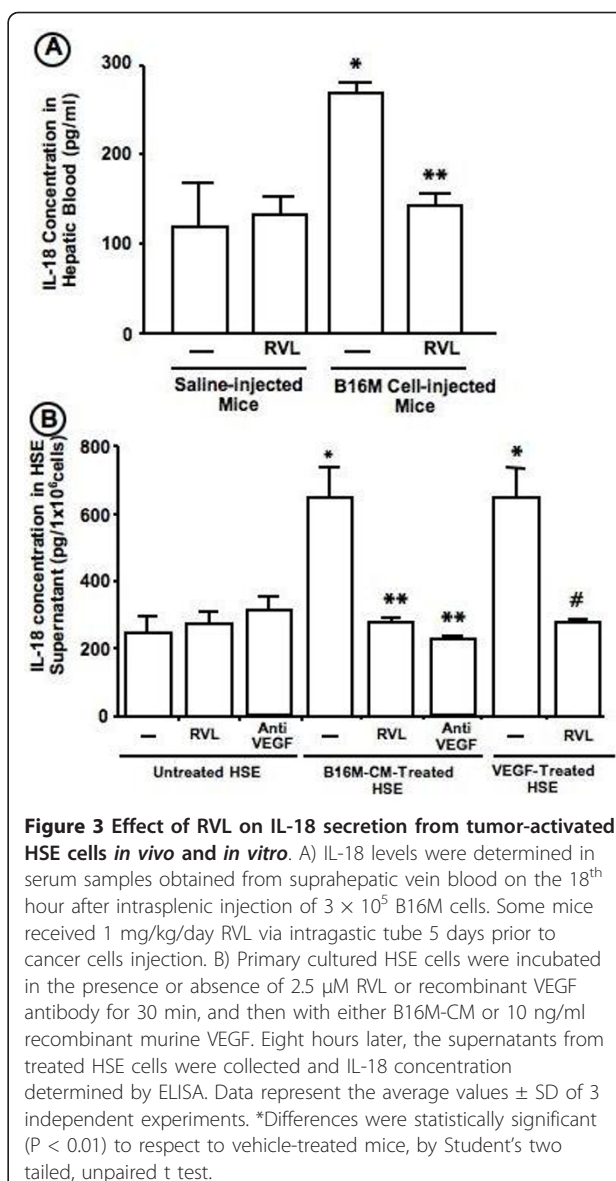 A
300
*
200
**
100
0
IL-18 Concentration in
Hepatic Blood (pg/ml)
— RVL — RVL
Saline-injected B16M Cell-injected
Mice Mice
B
800
* *
600
400
** ** #
200
0
IL-18 concentration in HSE
Supernatant (pg/1x10⁶cells)
— RVL Anti — RVL Anti — RVL
VEGF VEGF
Untreated HSE B16M-CM-Treated VEGF-Treated
HSE HSE
Figure 3 Effect of RVL on IL-18 secretion from tumor-activated
HSE cells in vivo and in vitro. A) IL-18 levels were determined in
serum samples obtained from suprahepatic vein blood on the 18th
hour after intrasplenic injection of 3 × 10⁵ B16M cells. Some mice
received 1 mg/kg/day RVL via intragastic tube 5 days prior to
cancer cells injection. B) Primary cultured HSE cells were incubated
in the presence or absence of 2.5 μM RVL or recombinant VEGF
antibody for 30 min, and then with either B16M-CM or 10 ng/ml
recombinant murine VEGF. Eight hours later, the supernatants from
treated HSE cells were collected and IL-18 concentration
determined by ELISA. Data represent the average values ± SD of 3
independent experiments. *Differences were statistically significant
(P < 0.01) to respect to vehicle-treated mice, by Student's two
tailed, unpaired t test.